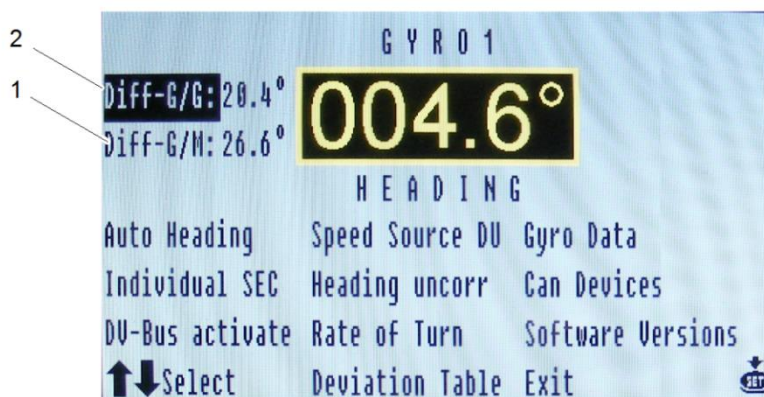 2
1
GYRO1
Diff-G/G: 20.4°
004.6°
Diff-G/M: 26.6°
HEADING
Auto Heading Speed Source DU Gyro Data
Individual SEC Heading uncorr Can Devices
DV-Bus activate Rate of Turn Software Versions
Select Deviation Table Exit SET